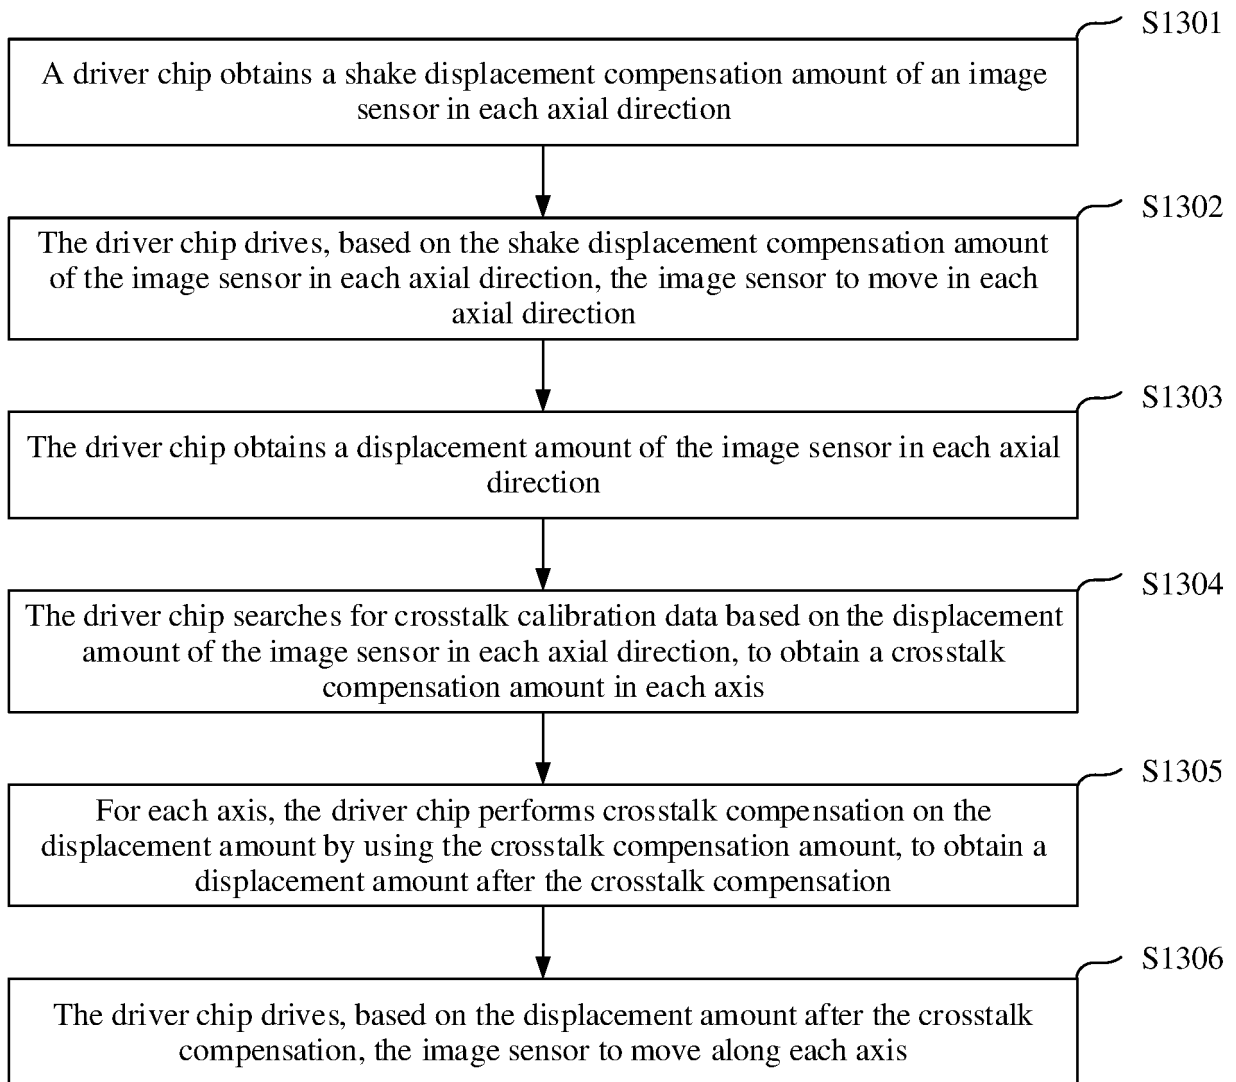 S1301
A driver chip obtains a shake displacement compensation amount of an image
sensor in each axial direction
S1302
The driver chip drives, based on the shake displacement compensation amount
of the image sensor in each axial direction, the image sensor to move in each
axial direction
S1303
The driver chip obtains a displacement amount of the image sensor in each axial
direction
S1304
The driver chip searches for crosstalk calibration data based on the displacement
amount of the image sensor in each axial direction, to obtain a crosstalk
compensation amount in each axis
S1305
For each axis, the driver chip performs crosstalk compensation on the
displacement amount by using the crosstalk compensation amount, to obtain a
displacement amount after the crosstalk compensation
S1306
The driver chip drives, based on the displacement amount after the crosstalk
compensation, the image sensor to move along each axis